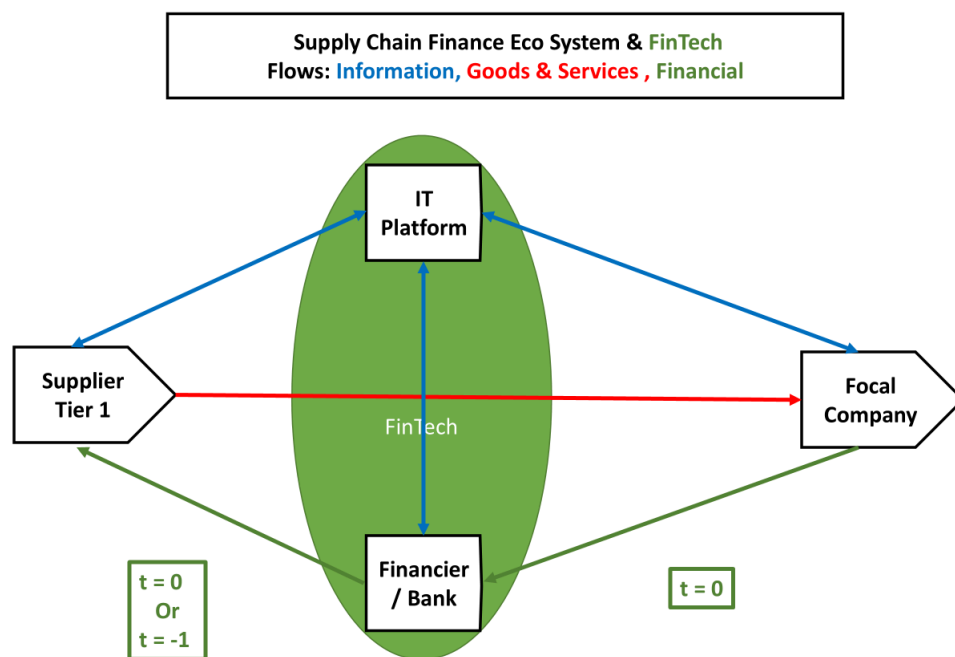 Supply Chain Finance Eco System & FinTech
Flows: Information, Goods & Services , Financial
IT
Platform
Supplier
Tier 1
Focal
Company
FinTech
Financier
/ Bank
t = 0
Or
t = -1
t = 0